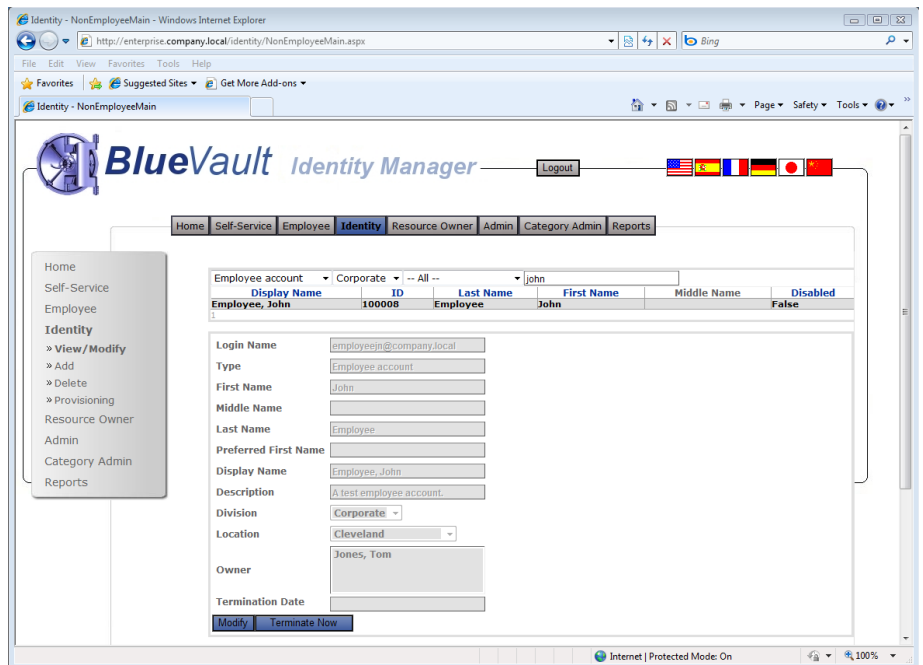 Identity - NonEmployeeMain - Windows Internet Explorer
http://enterprise.company.local/identity/NonEmployeeMain.aspx
Bing
File Edit View Favorites Tools Help
Favorites Suggested Sites Get More Add-ons
Identity - NonEmployeeMain
Page Safety Tools
BlueVault Identity Manager
Logout
Home Self-Service Employee Identity Resource Owner Admin Category Admin Reports
Home
Self-Service
Employee
Identity
» View/Modify
» Add
» Delete
» Provisioning
Resource Owner
Admin
Category Admin
Reports
Employee account Corporate -- All -- john
Display Name ID Last Name First Name Middle Name Disabled
Employee, John 100008 Employee John False
1
Login Name employeejn@company.local
Type Employee account
First Name John
Middle Name
Last Name Employee
Preferred First Name
Display Name Employee, John
Description A test employee account.
Division Corporate
Location Cleveland
Owner Jones, Tom
Termination Date
Modify Terminate Now
Internet | Protected Mode: On 100%